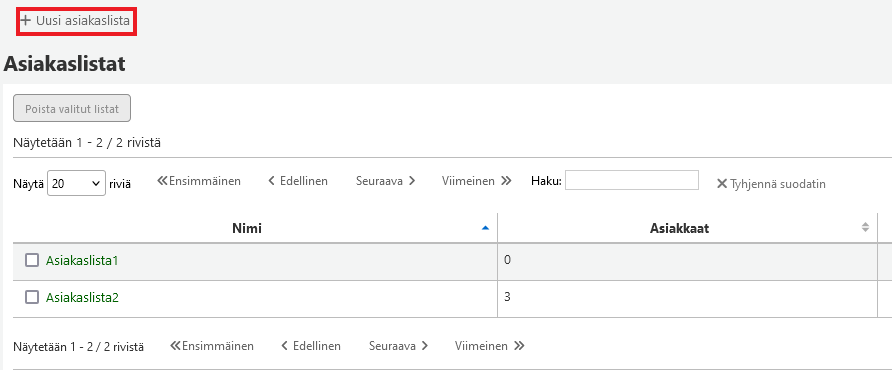 + Uusi asiakaslista
Asiakaslistat
Poista valitut listat
Näytetään 1 - 2 / 2 rivistä
Näytä 20 riviä Ensimmäinen Edellinen Seuraava Viimeinen Haku: Tyhjennä suodatin
Nimi Asiakkaat
Asiakaslista1 0
Asiakaslista2 3
Näytetään 1 - 2 / 2 rivistä Ensimmäinen Edellinen Seuraava Viimeinen